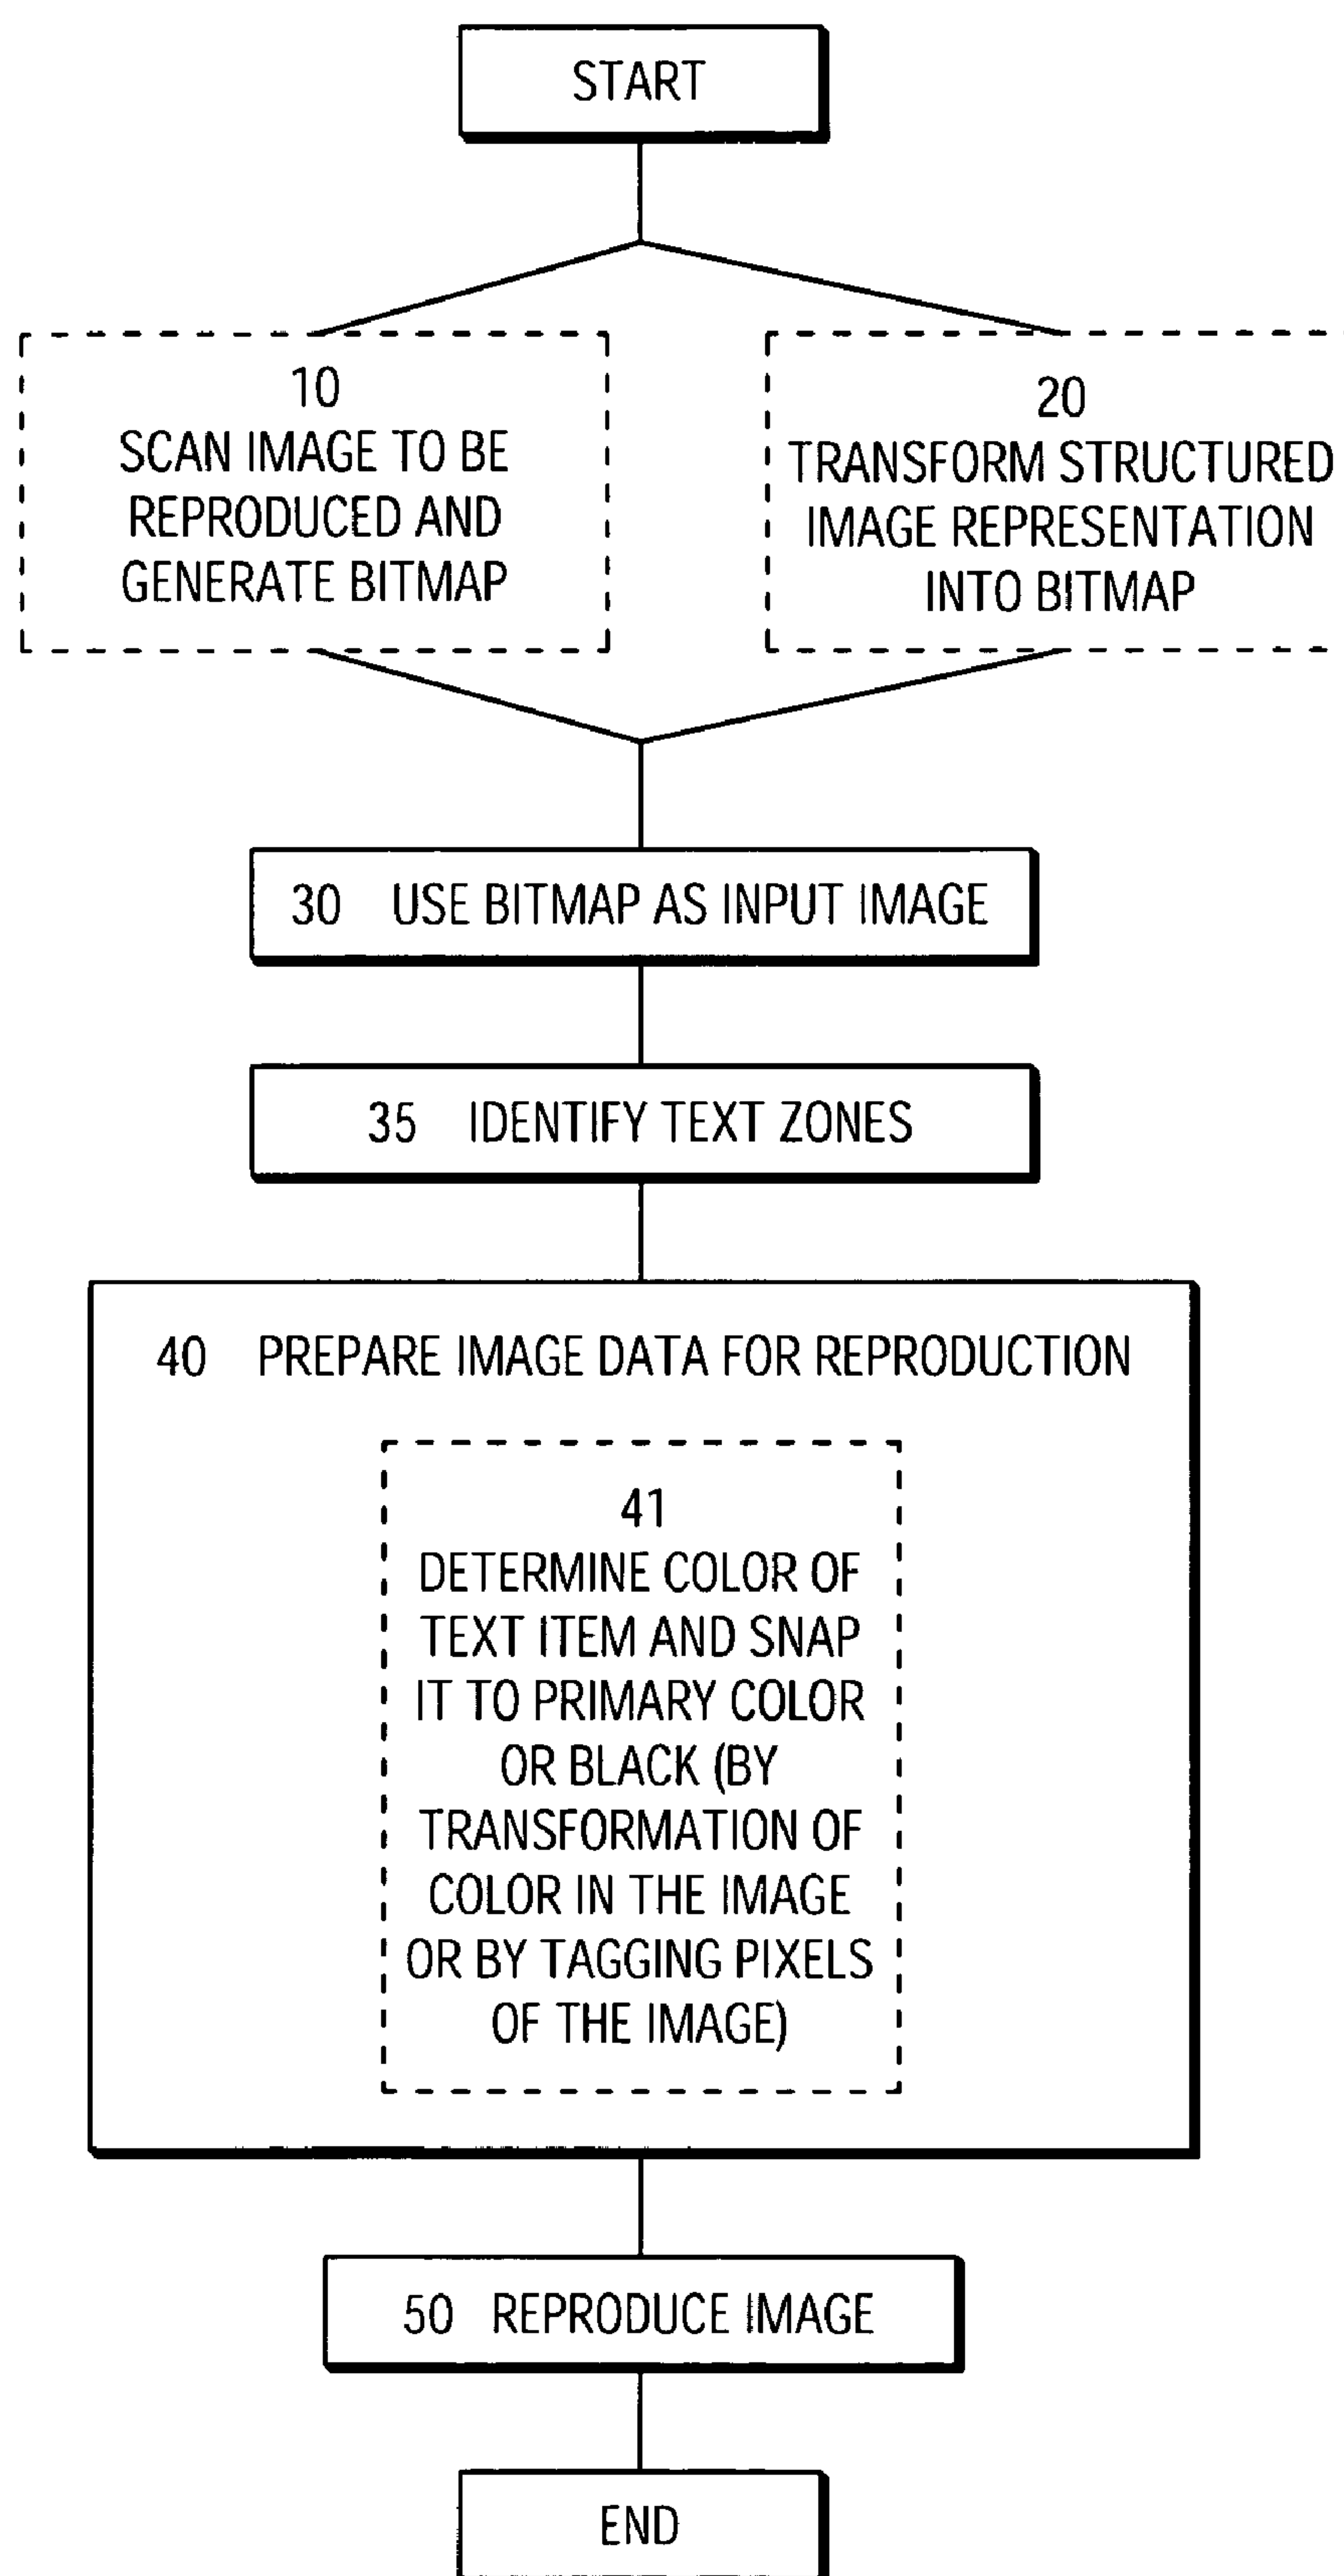 START
10
SCAN IMAGE TO BE
REPRODUCED AND
GENERATE BITMAP
20
TRANSFORM STRUCTURED
IMAGE REPRESENTATION
INTO BITMAP
30 USE BITMAP AS INPUT IMAGE
35 IDENTIFY TEXT ZONES
40 PREPARE IMAGE DATA FOR REPRODUCTION
41
DETERMINE COLOR OF
TEXT ITEM AND SNAP
IT TO PRIMARY COLOR
OR BLACK (BY
TRANSFORMATION OF
COLOR IN THE IMAGE
OR BY TAGGING PIXELS
OF THE IMAGE)
50 REPRODUCE IMAGE
END